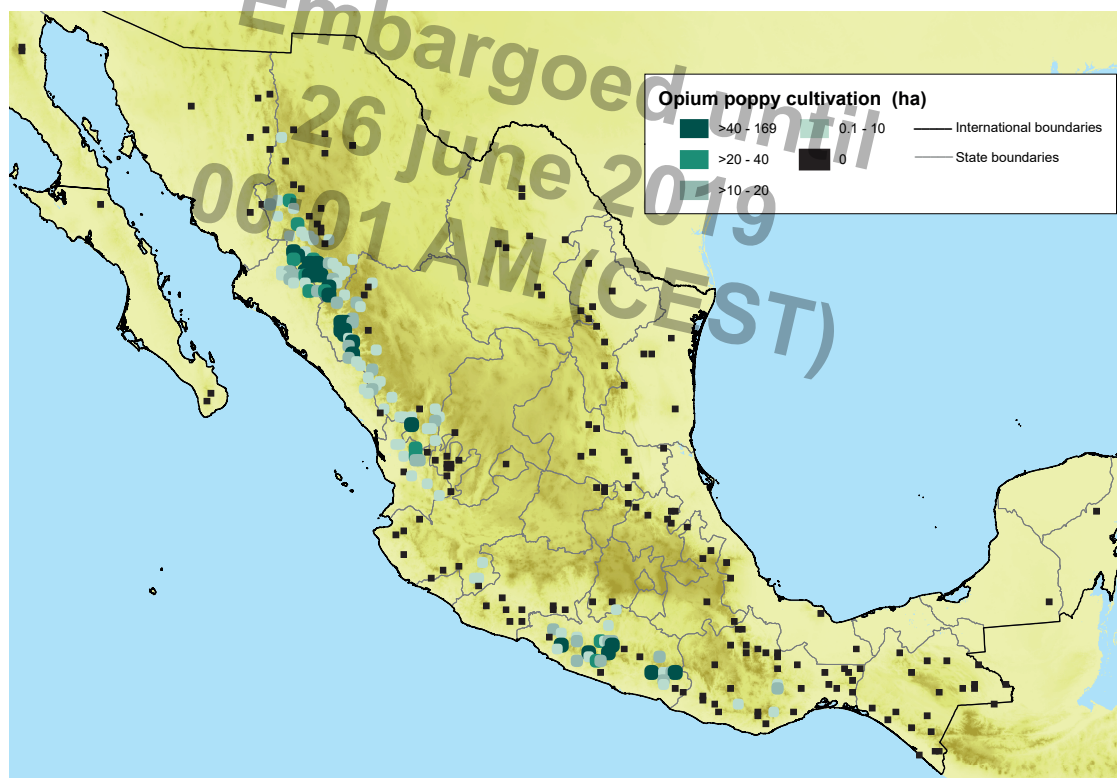 Embargoed until
26 june 2019
00:01 AM (CEST)
Opium poppy cultivation (ha)
>40 - 169
0.1 - 10
International boundaries
>20 - 40
0
State boundaries
>10 - 20